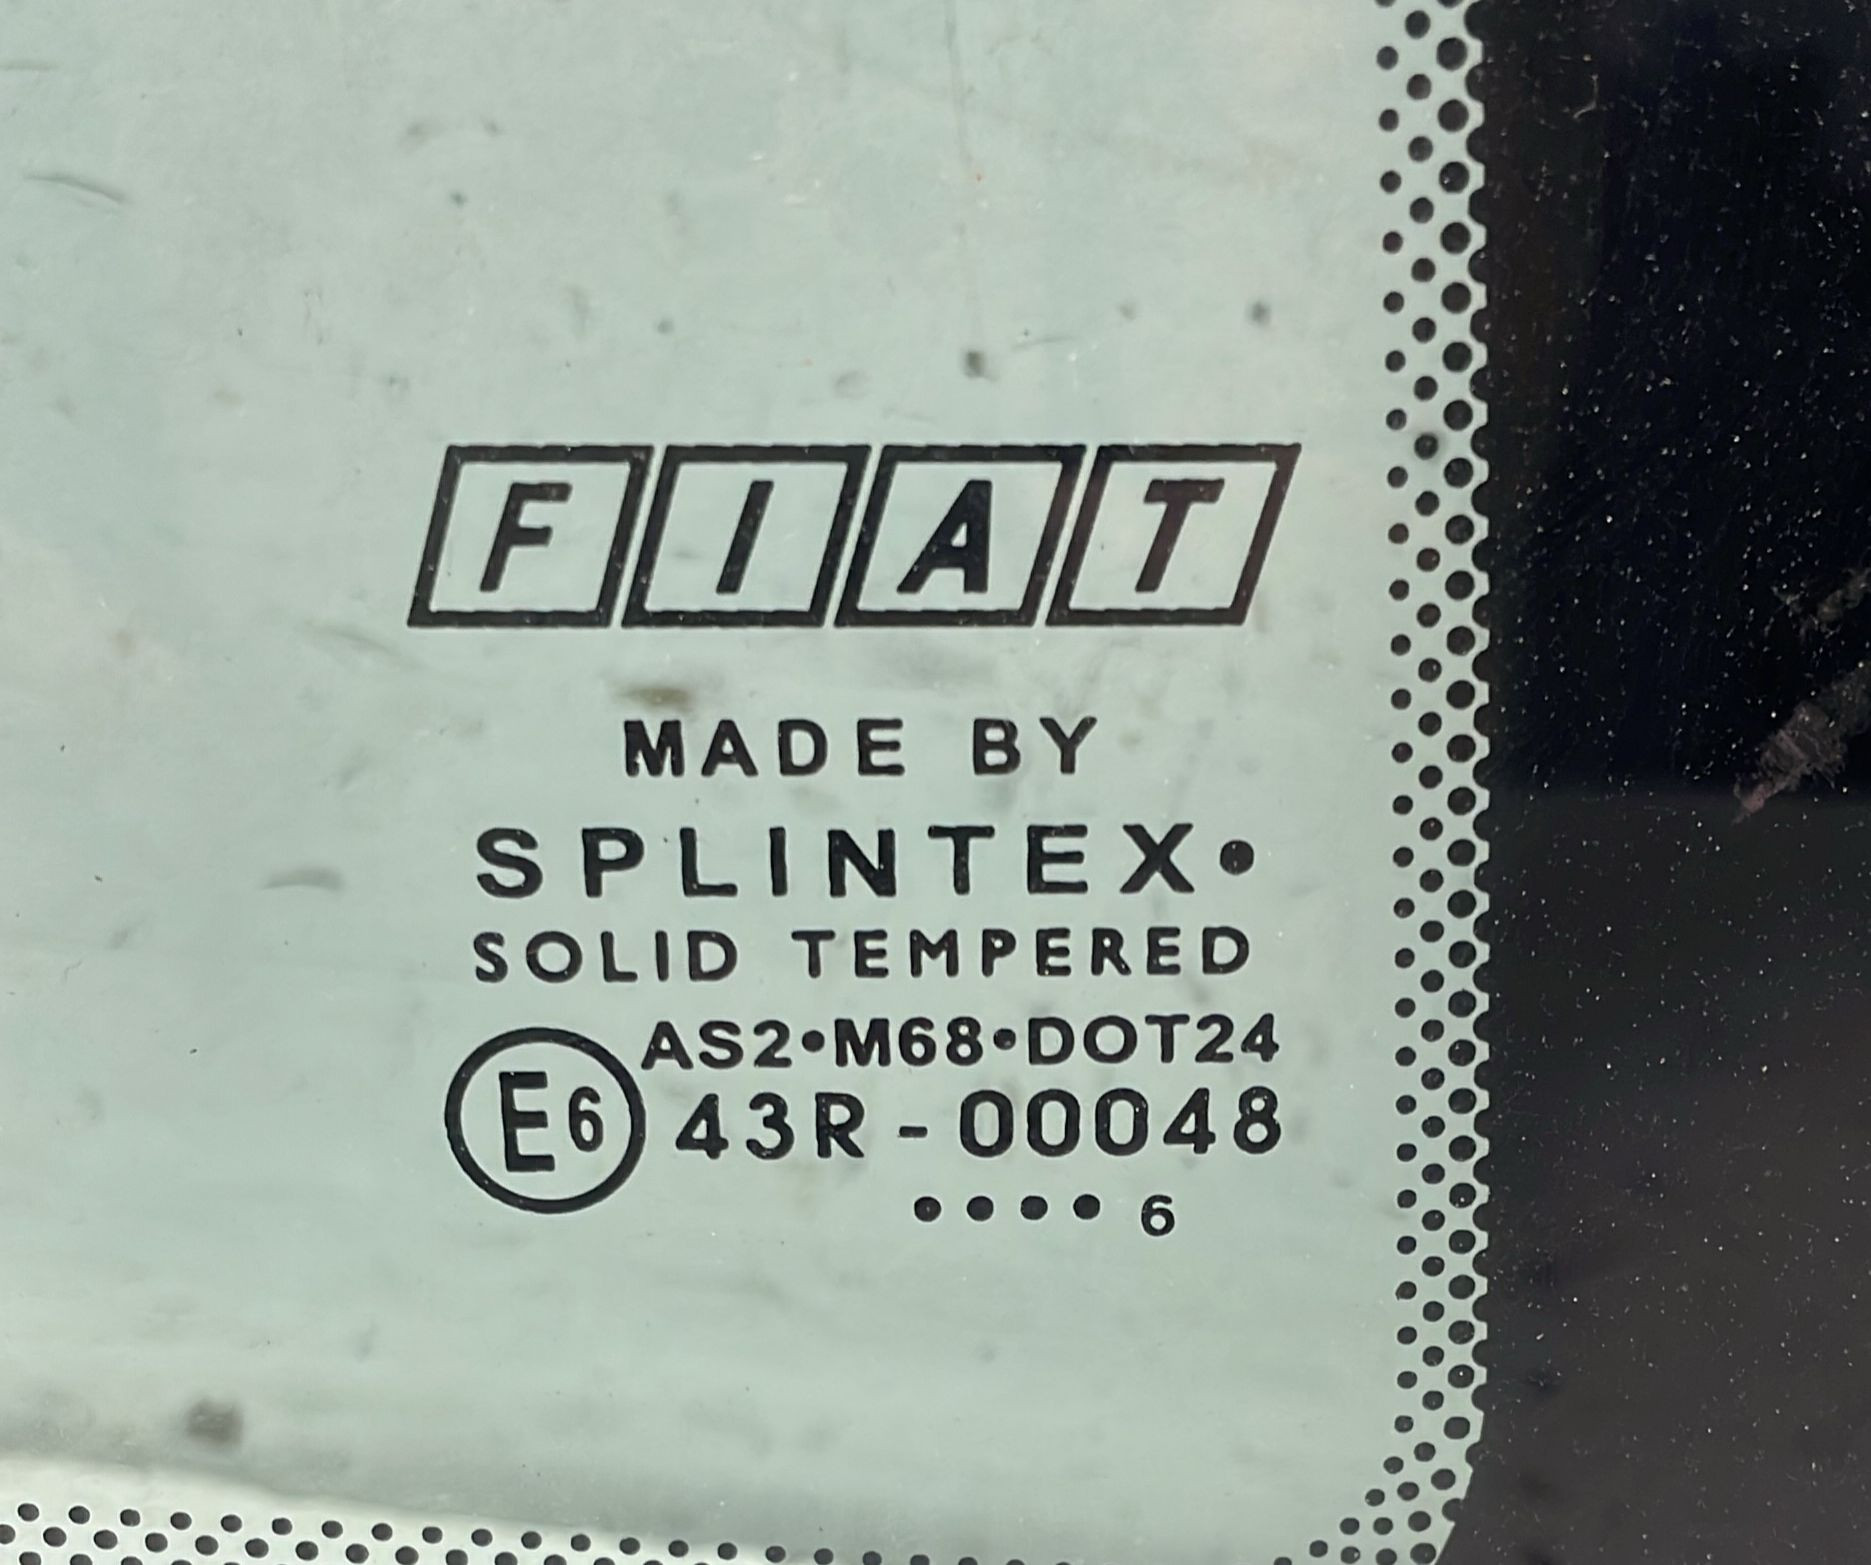 FIAT
MADE BY
SPLINTEX•
SOLID TEMPERED
AS2•M68•DOT24
E6 43R-00048
•••• 6